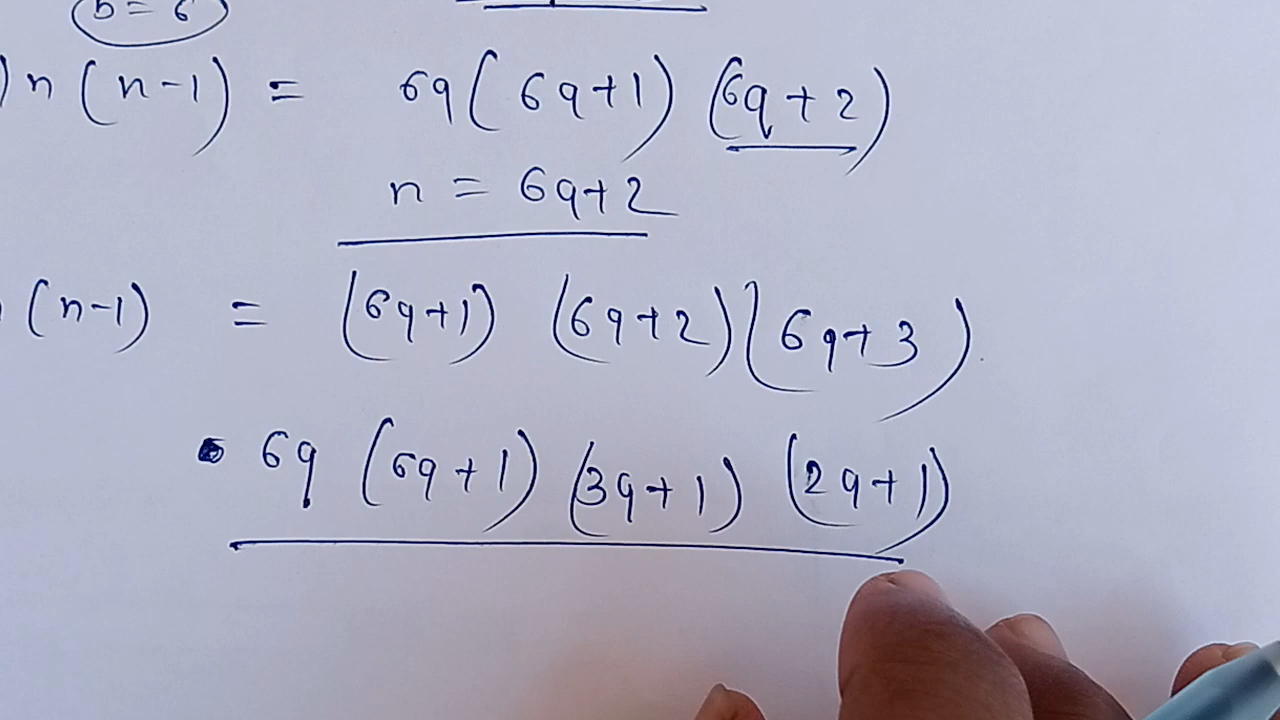 b = 6
) n (n-1) = 6q (6q+1) (6q+2)
n = 6q+2
(n-1) = (6q+1) (6q+2) (6q+3)
6q (6q+1) (3q+1) (2q+1)